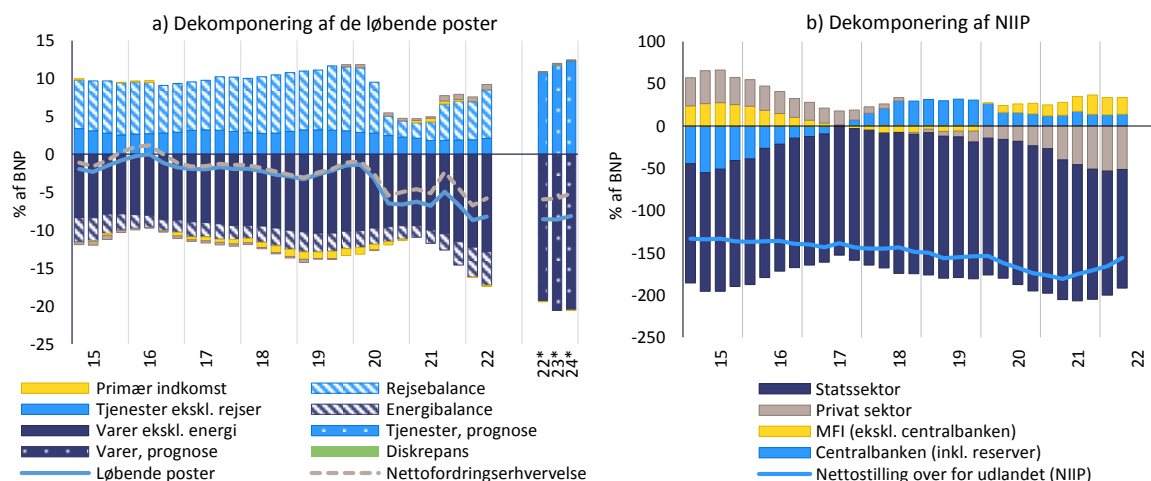 a) Dekomponering af de løbende poster
% af BNP
15
10
5
0
-5
-10
-15
-20
-25
15
16
17
18
19
20
21
22
22*
23*
24*
Primær indkomst
Rejsebalance
Tjenester ekskl. rejser
Energibalance
Varer ekskl. energi
Tjenester, prognose
Varer, prognose
Diskrepans
Løbende poster
Nettofordringserhvervelse
b) Dekomponering af NIIP
% af BNP
100
50
0
-50
-100
-150
-200
-250
15
16
17
18
19
20
21
22
Statssektor
Privat sektor
MFI (ekskl. centralbanken)
Centralbanken (inkl. reserver)
Nettostilling over for udlandet (NIIP)